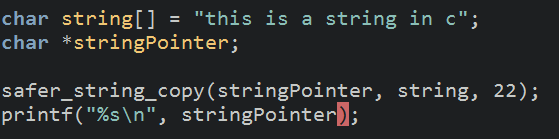 char string[] = "this is a string in c";
char *stringPointer;
safer_string_copy(stringPointer, string, 22);
printf("%s\n", stringPointer);